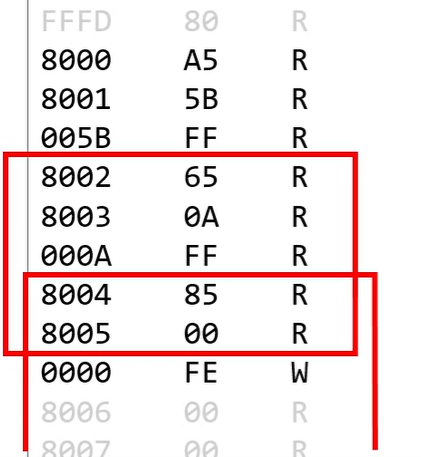 FFFD 80 R
8000 A5 R
8001 5B R
005B FF R
8002 65 R
8003 0A R
000A FF R
8004 85 R
8005 00 R
0000 FE W
8006 00 R
8007 00 R